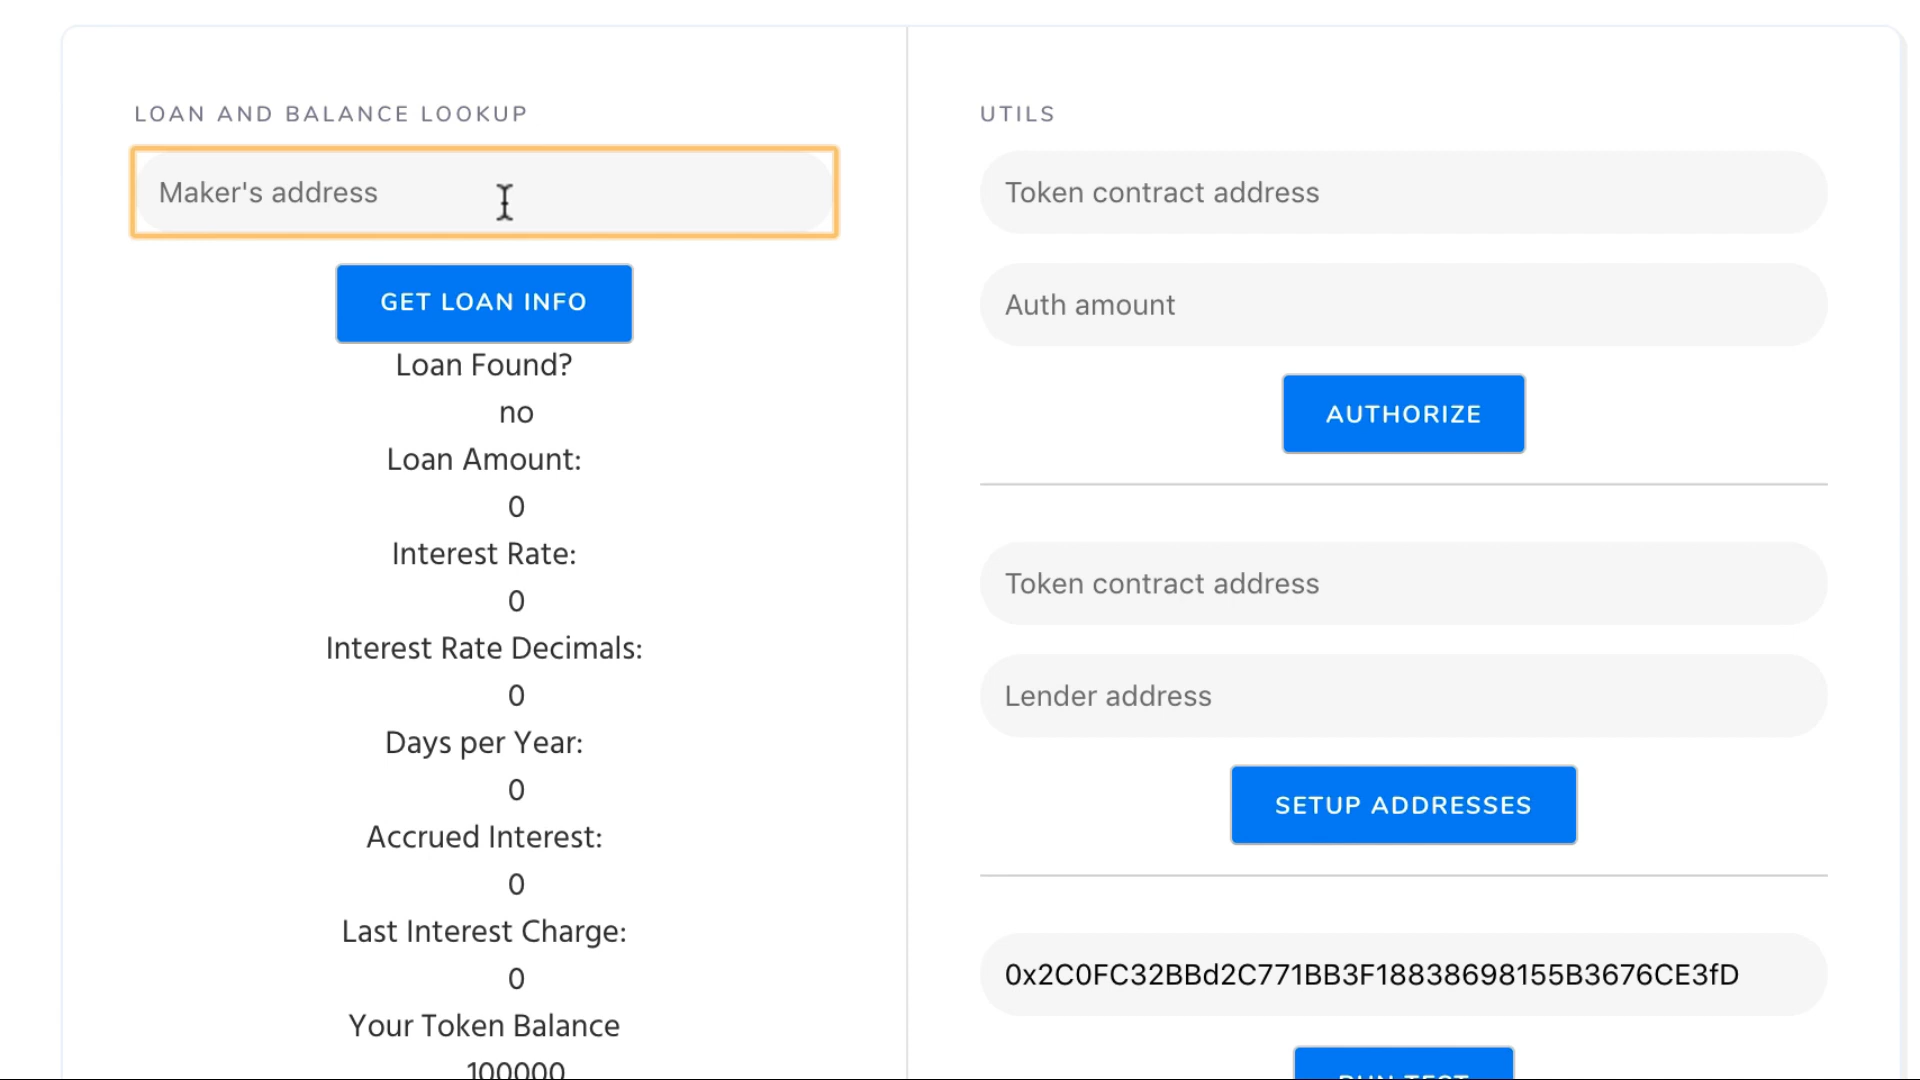 LOAN AND BALANCE LOOKUP
Maker's address
GET LOAN INFO
Loan Found?
no
Loan Amount:
0
Interest Rate:
0
Interest Rate Decimals:
0
Days per Year:
0
Accrued Interest:
0
Last Interest Charge:
0
Your Token Balance
100000
UTILS
Token contract address
Auth amount
AUTHORIZE
Token contract address
Lender address
SETUP ADDRESSES
0x2C0FC32BBd2C771BB3F18838698155B3676CE3fD
RUN TEST